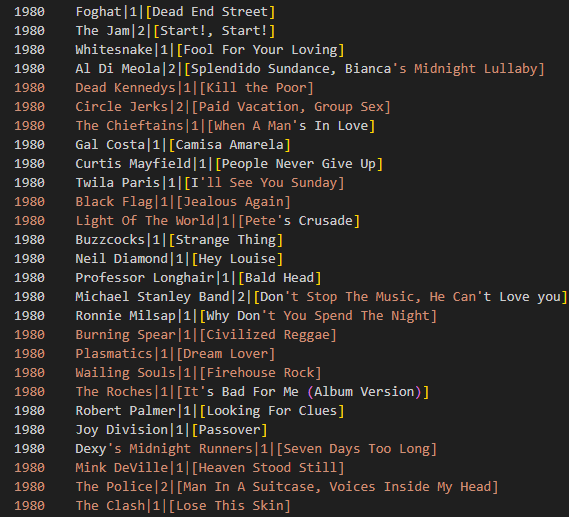 1980 Foghat|1|[Dead End Street]
1980 The Jam|2|[Start!, Start!]
1980 Whitesnake|1|[Fool For Your Loving]
1980 Al Di Meola|2|[Splendido Sundance, Bianca's Midnight Lullaby]
1980 Dead Kennedys|1|[Kill the Poor]
1980 Circle Jerks|2|[Paid Vacation, Group Sex]
1980 The Chieftains|1|[When A Man's In Love]
1980 Gal Costa|1|[Camisa Amarela]
1980 Curtis Mayfield|1|[People Never Give Up]
1980 Twila Paris|1|[I'll See You Sunday]
1980 Black Flag|1|[Jealous Again]
1980 Light Of The World|1|[Pete's Crusade]
1980 Buzzcocks|1|[Strange Thing]
1980 Neil Diamond|1|[Hey Louise]
1980 Professor Longhair|1|[Bald Head]
1980 Michael Stanley Band|2|[Don't Stop The Music, He Can't Love you]
1980 Ronnie Milsap|1|[Why Don't You Spend The Night]
1980 Burning Spear|1|[Civilized Reggae]
1980 Plasmatics|1|[Dream Lover]
1980 Wailing Souls|1|[Firehouse Rock]
1980 The Roches|1|[It's Bad For Me (Album Version)]
1980 Robert Palmer|1|[Looking For Clues]
1980 Joy Division|1|[Passover]
1980 Dexy's Midnight Runners|1|[Seven Days Too Long]
1980 Mink DeVille|1|[Heaven Stood Still]
1980 The Police|2|[Man In A Suitcase, Voices Inside My Head]
1980 The Clash|1|[Lose This Skin]